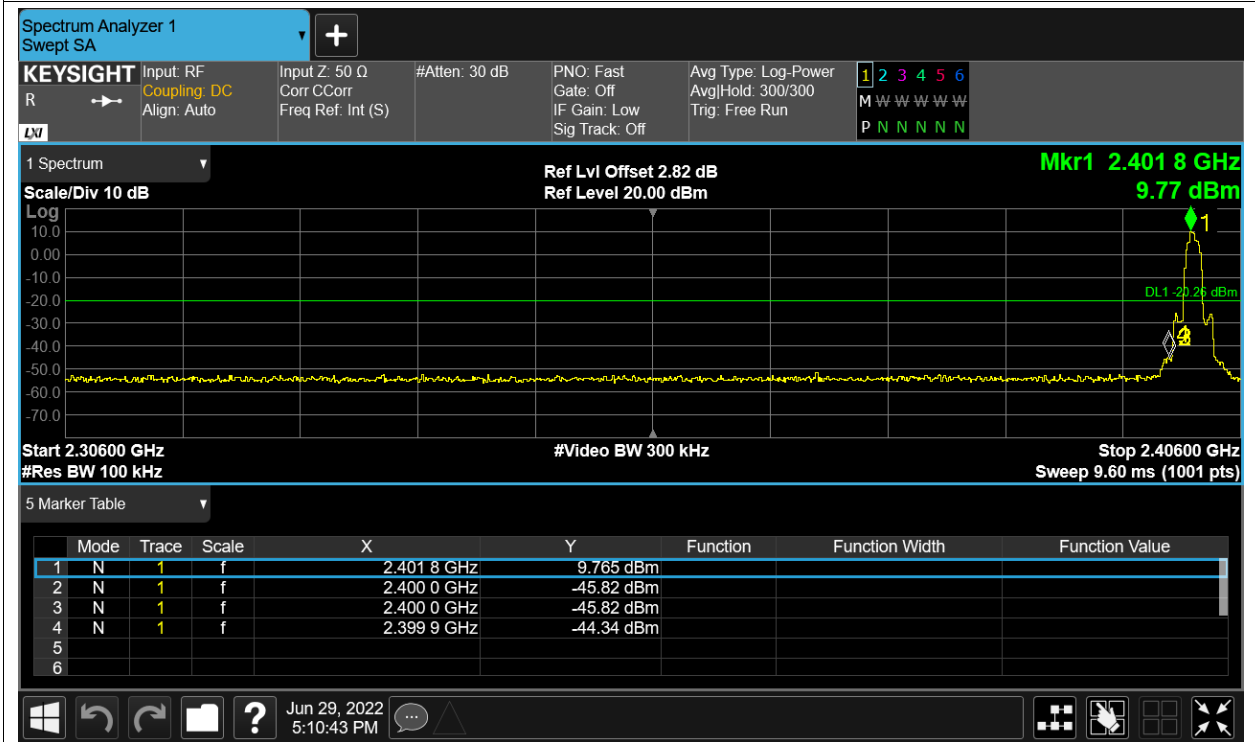 Spectrum Analyzer 1
Swept SA
KEYSIGHT Input: RF Input Z: 50 Ω #Atten: 30 dB PNO: Fast Avg Type: Log-Power 1 2 3 4 5 6
R Coupling: DC Corr CCorr Gate: Off Avg|Hold: 300/300 M W W W W W
Align: Auto Freq Ref: Int (S) IF Gain: Low Trig: Free Run
LXI Sig Track: Off P N N N N N
1 Spectrum Ref Lvl Offset 2.82 dB Mkr1 2.401 8 GHz
Scale/Div 10 dB Ref Level 20.00 dBm 9.77 dBm
Log
1
10.0
0.00
-10.0
DL1 -20.26 dBm
-20.0
-30.0
-40.0
-50.0
-60.0
-70.0
Start 2.30600 GHz #Video BW 300 kHz Stop 2.40600 GHz
#Res BW 100 kHz Sweep 9.60 ms (1001 pts)
5 Marker Table
Mode Trace Scale X Y Function Function Width Function Value
1 N 1 f 2.401 8 GHz 9.765 dBm
2 N 1 f 2.400 0 GHz -45.82 dBm
3 N 1 f 2.400 0 GHz -45.82 dBm
4 N 1 f 2.399 9 GHz -44.34 dBm
5
6
? Jun 29, 2022
5:10:43 PM